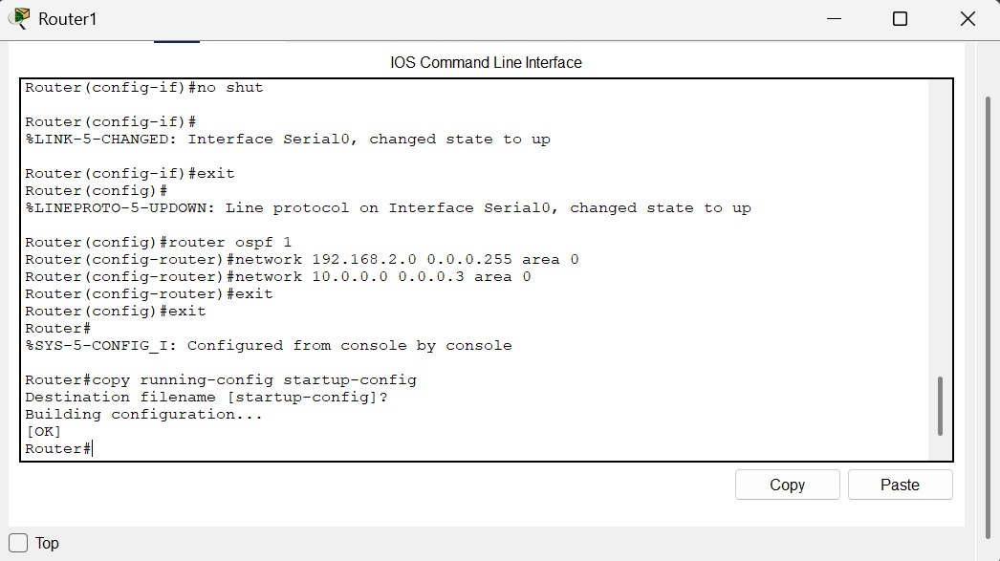 Router1
IOS Command Line Interface
Router(config-if)#no shut
Router(config-if)#
%LINK-5-CHANGED: Interface Serial0, changed state to up
Router(config-if)#exit
Router(config)#
%LINEPROTO-5-UPDOWN: Line protocol on Interface Serial0, changed state to up
Router(config)#router ospf 1
Router(config-router)#network 192.168.2.0 0.0.0.255 area 0
Router(config-router)#network 10.0.0.0 0.0.0.3 area 0
Router(config-router)#exit
Router(config)#exit
Router#
%SYS-5-CONFIG_I: Configured from console by console
Router#copy running-config startup-config
Destination filename [startup-config]?
Building configuration...
[OK]
Router#
Copy Paste
Top